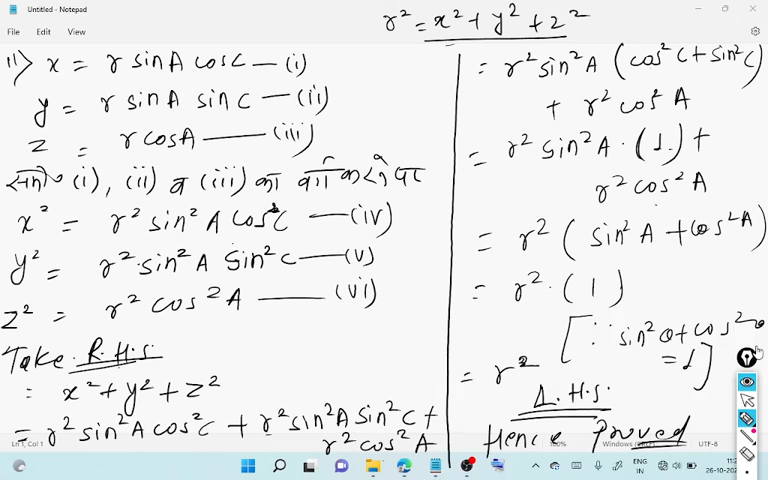 Untitled - Notepad
File Edit View
r² = x² + y² + z²
11) x = r sinA cosC — (i)
y = r sinA sinC — (ii)
z = r cosA — (iii)
(i), (ii) व (iii) का वर्ग करने पर
x² = r² sin²A cos²C — (iv)
y² = r² sin²A sin²C — (v)
z² = r² cos²A — (vi)
Take R.H.S.
= x² + y² + z²
= r² sin²A cos²C + r² sin²A sin²C +
r² cos²A
= r² sin²A (cos²C + sin²C)
+ r² cos²A
= r² sin²A · (1) +
r² cos²A
= r² (sin²A + cos²A)
= r² · (1)
[∵ sin²θ + cos²θ
= 1]
= r²
L.H.S.
Hence Proved
Ln 1, Col 1
100%
Windows
UTF-8
ENG
IN
26-10-20